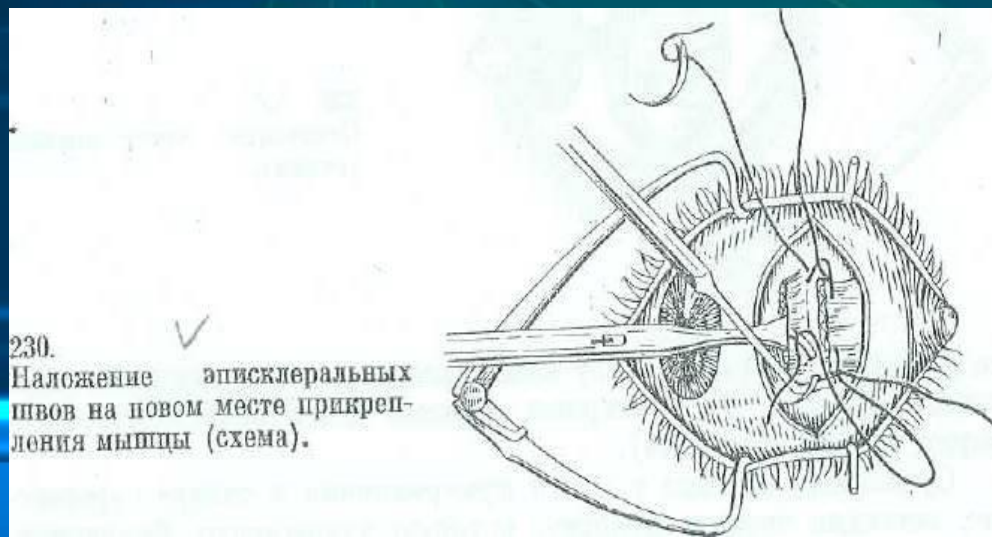 230.
Наложение эписклеральных
швов на новом месте прикреп-
ления мышцы (схема).